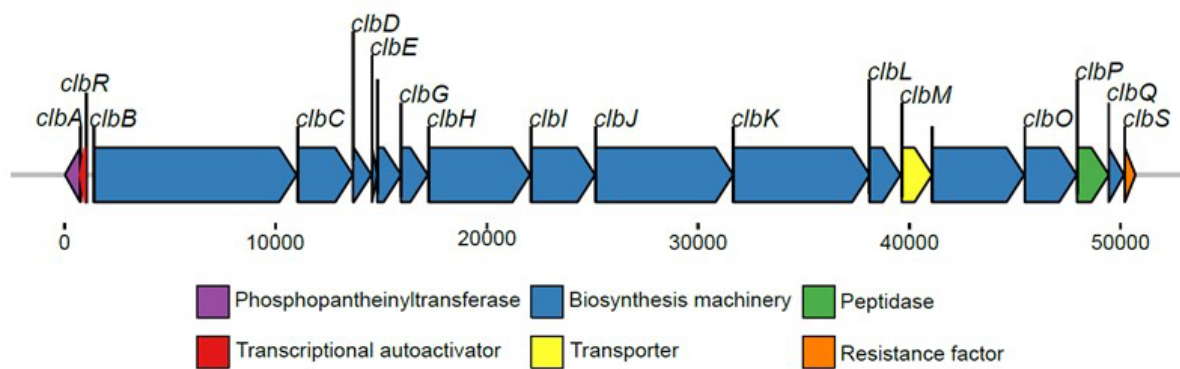 clbD
clbE
clbR
clbG
clbL
clbP
clbM
clbQ
clbA
clbB
clbC
clbH
clbI
clbJ
clbK
clbO
clbS
0
10000
20000
30000
40000
50000
Phosphopantheinyltransferase
Biosynthesis machinery
Peptidase
Transcriptional autoactivator
Transporter
Resistance factor